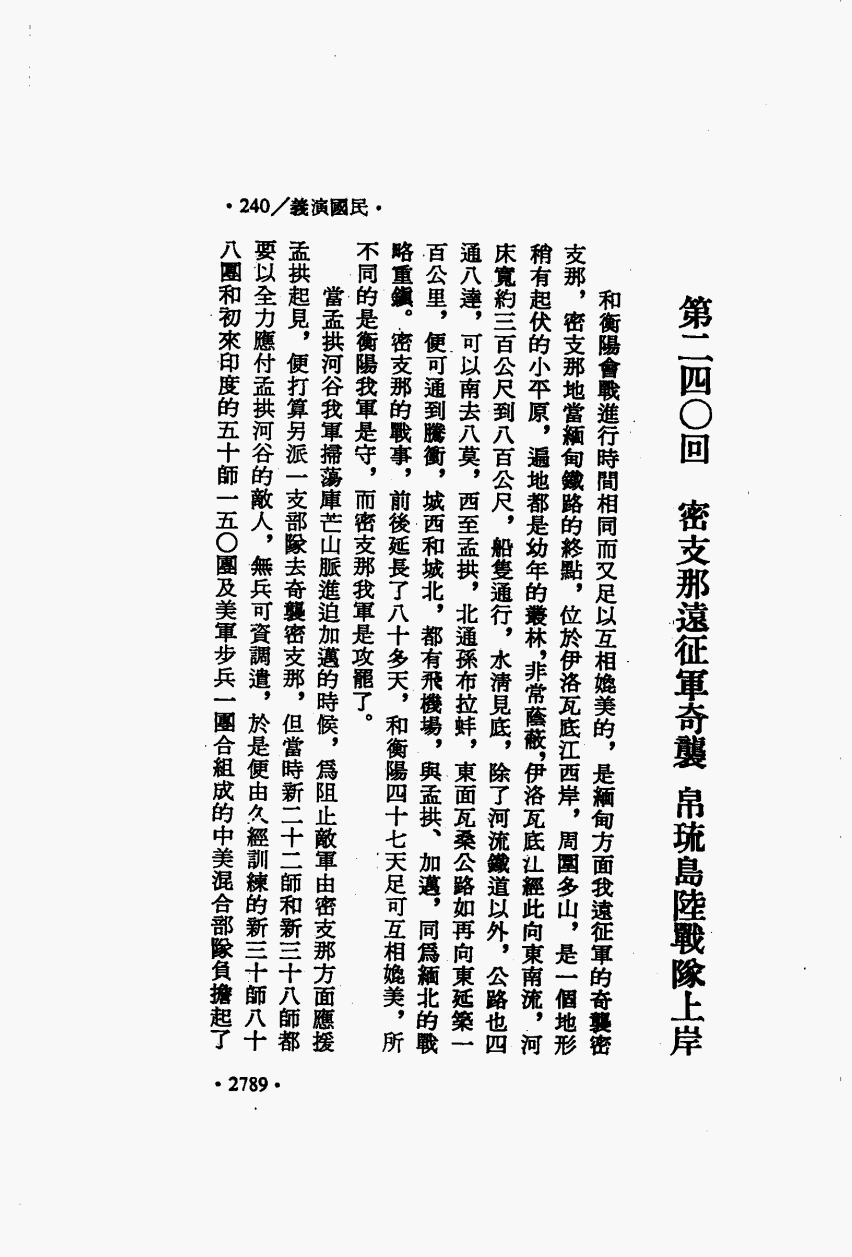 ·民國演義/240·
第二四〇回　密支那遠征軍奇襲　帛琉島陸戰隊上岸
和衡陽會戰進行時間相同而又足以互相媲美的，是緬甸方面我遠征軍的奇襲密
支那，密支那地當緬甸鐵路的終點，位於伊洛瓦底江西岸，周圍多山，是一個地形
稍有起伏的小平原，遍地都是幼年的叢林，非常蔭蔽，伊洛瓦底江經此向東南流，河
床寬約三百公尺到八百公尺，船隻通行，水清見底，除了河流鐵道以外，公路也四
通八達，可以南去八莫，西至孟拱，北通孫布拉蚌，東面瓦桑公路如再向東延築一
百公里，便可通到騰衝，城西和城北，都有飛機場，與孟拱、加邁，同爲緬北的戰
略重鎮。密支那的戰事，前後延長了八十多天，和衡陽四十七天足可互相媲美，所
不同的是衡陽我軍是守，而密支那我軍是攻罷了。
當孟拱河谷我軍掃蕩庫芒山脈進迫加邁的時候，爲阻止敵軍由密支那方面應援
孟拱起見，便打算另派一支部隊去奇襲密支那，但當時新二十二師和新三十八師都
要以全力應付孟拱河谷的敵人，無兵可資調遣，於是便由久經訓練的新三十師八十
八團和初來印度的五十師一五〇團及美軍步兵一團合組成的中美混合部隊負擔起了
·2789·